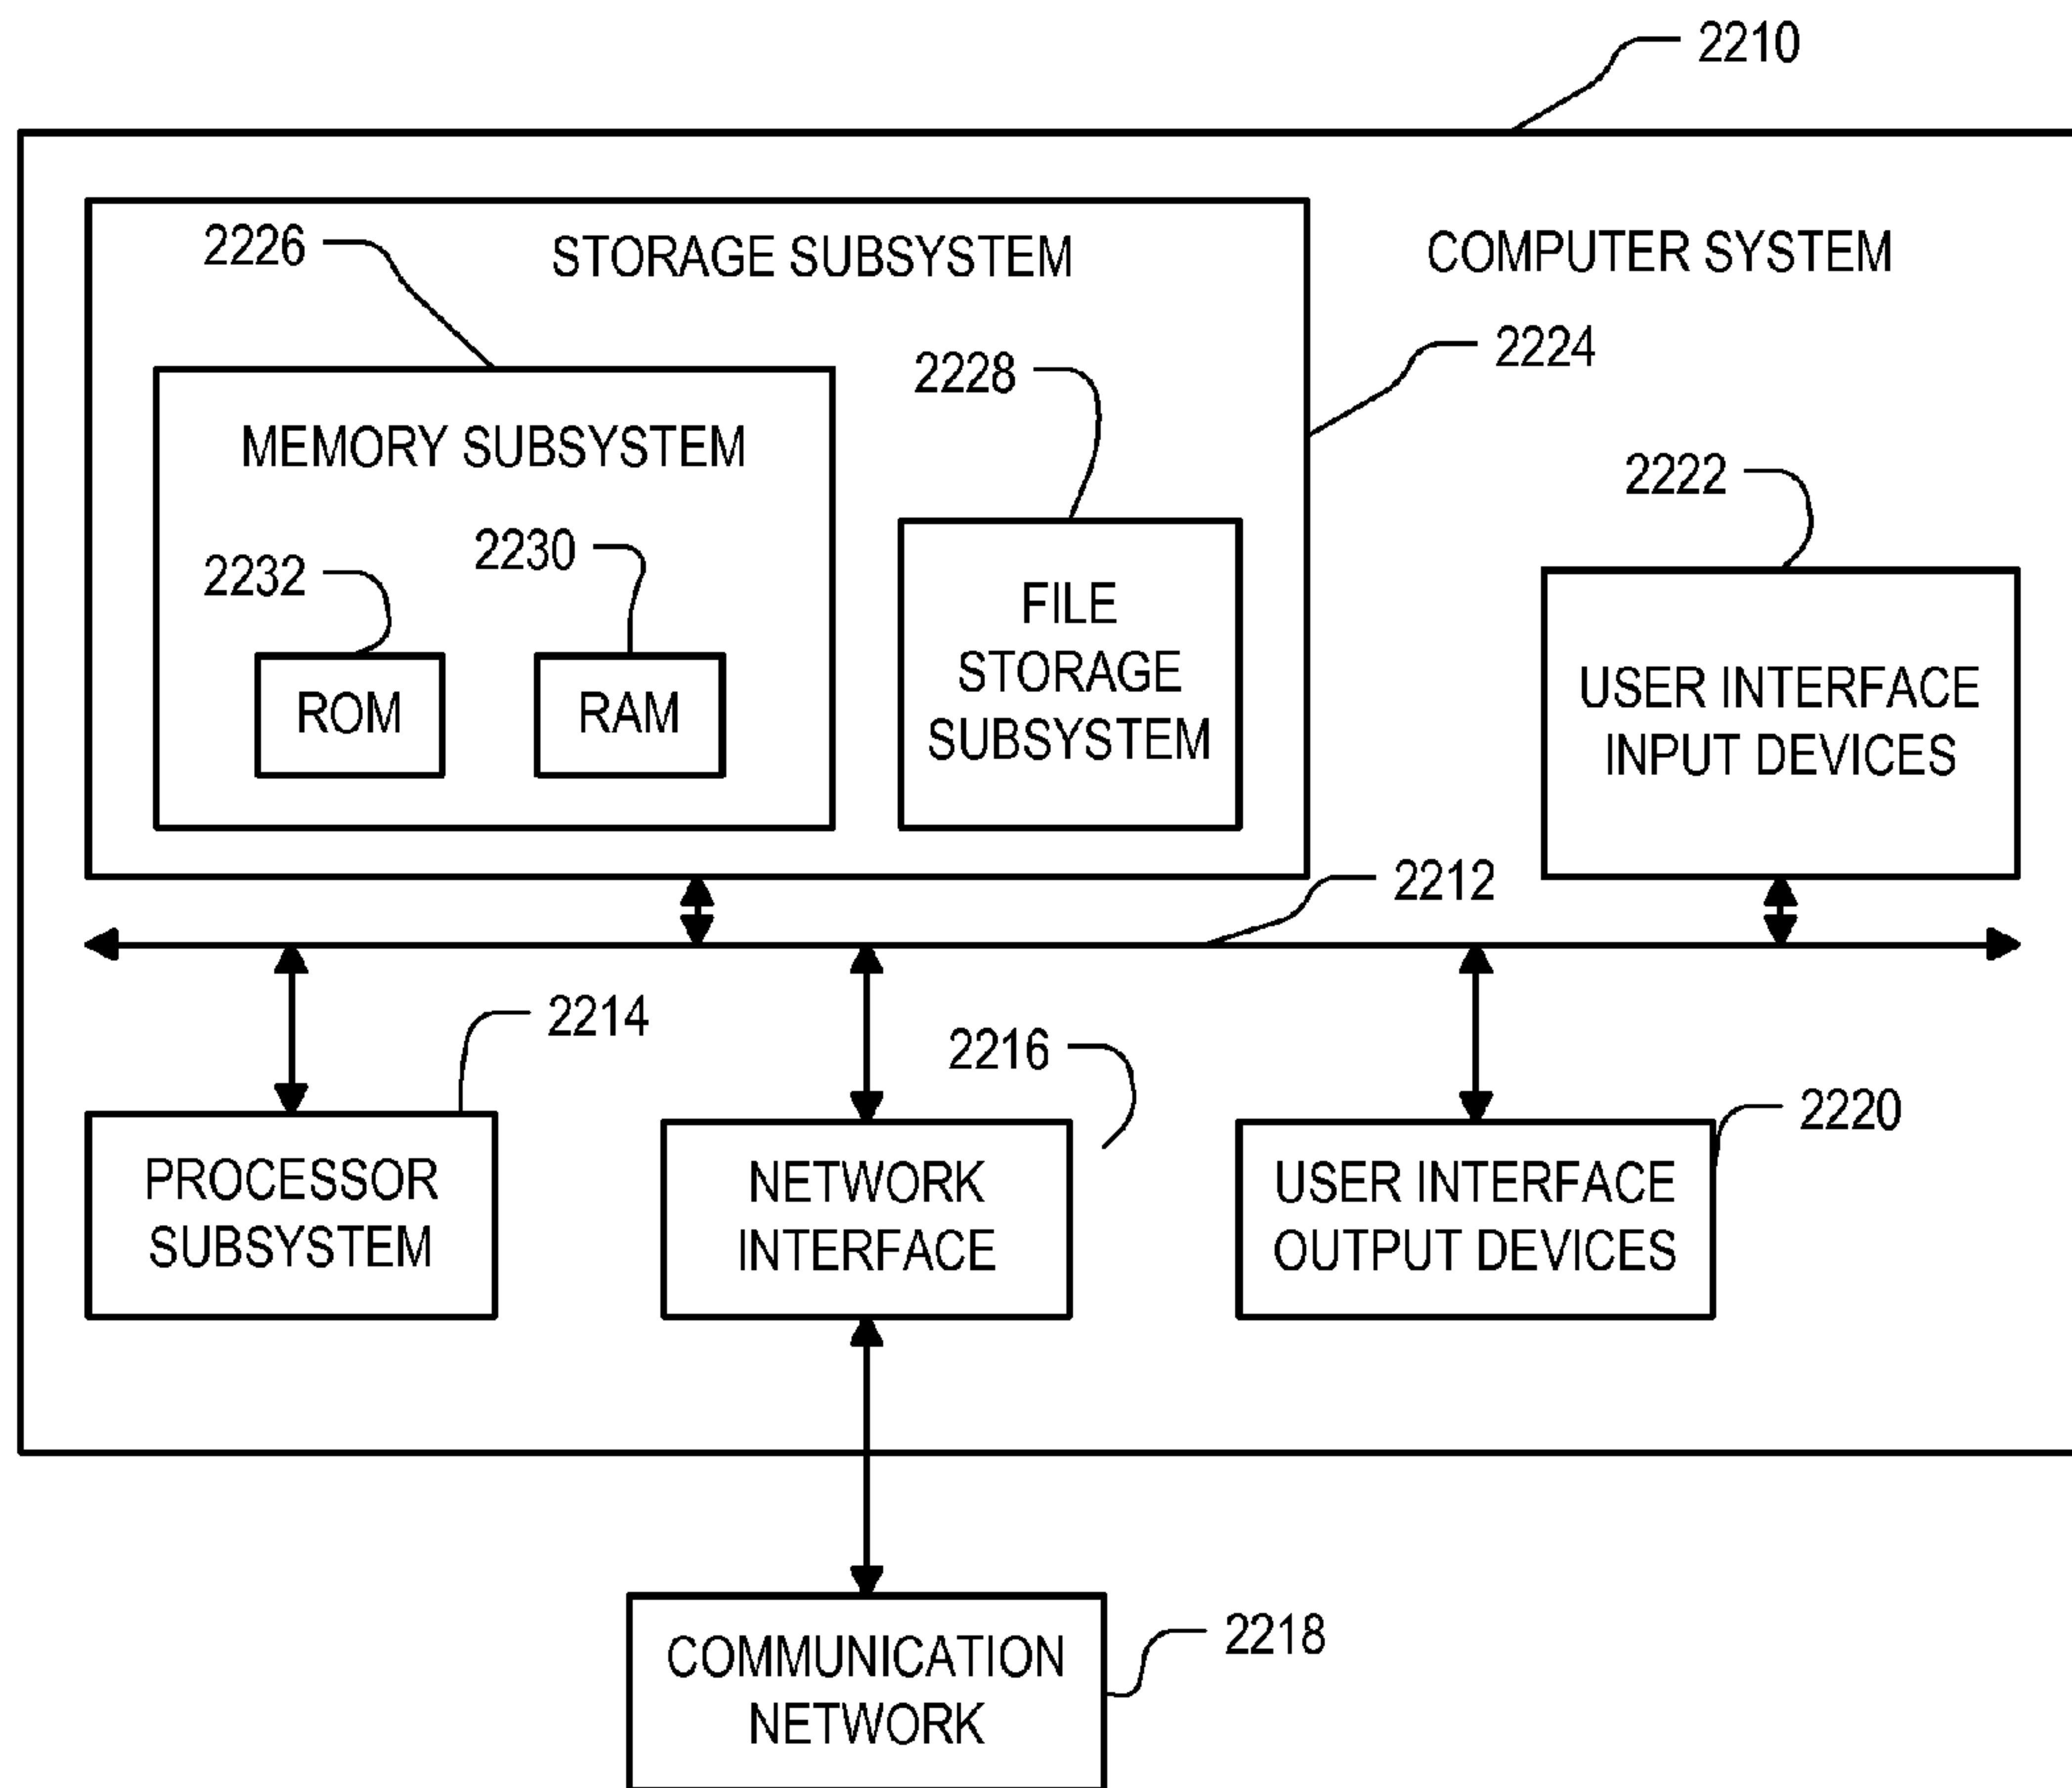 2210
2226
STORAGE SUBSYSTEM
COMPUTER SYSTEM
2224
2228
MEMORY SUBSYSTEM
2222
2232
2230
ROM
RAM
FILE
STORAGE
SUBSYSTEM
USER INTERFACE
INPUT DEVICES
2212
2214
2216
2220
PROCESSOR
SUBSYSTEM
NETWORK
INTERFACE
USER INTERFACE
OUTPUT DEVICES
2218
COMMUNICATION
NETWORK